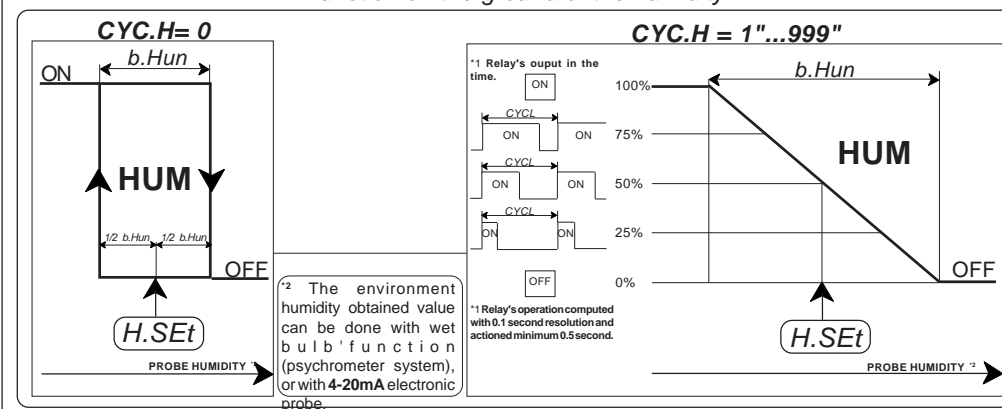 CYC.H= 0
b.Hun
ON
HUM
1/2 b.Hun 1/2 b.Hun
OFF
H.SEt
PROBE HUMIDITY *2
*2 The environment
humidity obtained value
can be done with wet
bulb'function
(psychrometer system),
or with 4-20mA electronic
probe.
CYC.H = 1"...999"
*1 Relay's ouput in the
time.
ON
CYCL
ON ON
CYCL
ON ON
CYCL
ON ON
OFF
*1 Relay's operation computed
with 0.1 second resolution and
actioned minimum 0.5 second.
100%
75%
50%
25%
0%
b.Hun
HUM
OFF
H.SEt
PROBE HUMIDITY *2